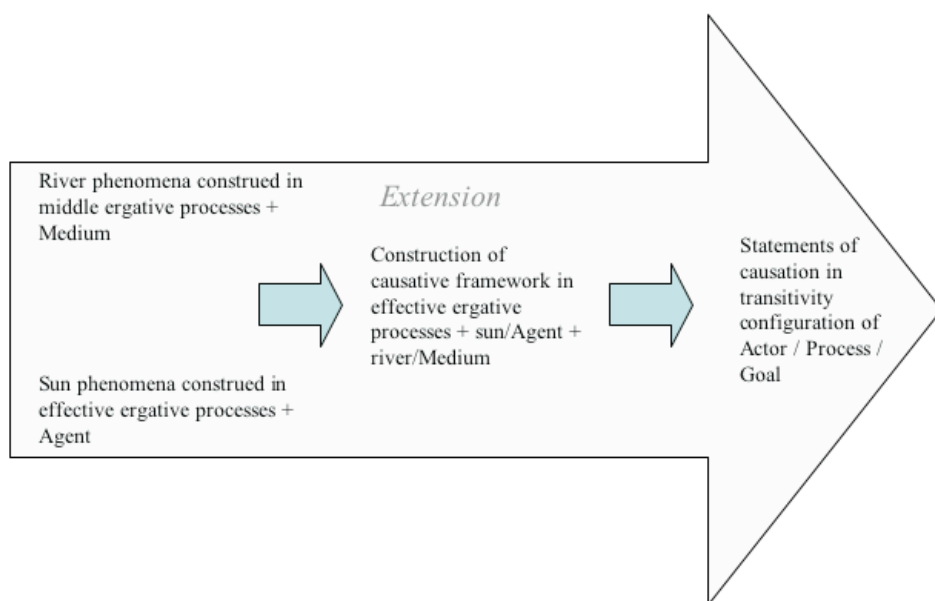 River phenomena construed in
middle ergative processes +
Medium
Sun phenomena construed in
effective ergative processes +
Agent
Extension
Construction of
causative framework in
effective ergative
processes + sun/Agent +
river/Medium
Statements of
causation in
transitivity
configuration of
Actor / Process /
Goal